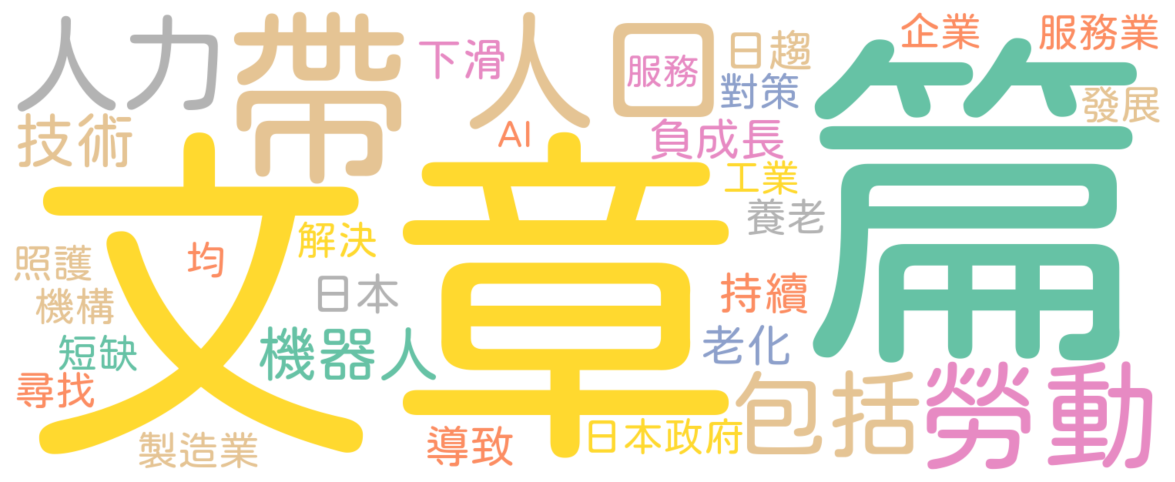 人力
帶
下滑
人
口
服務
日趨
企業
服務業
技術
AI
對策
負成長
篇
發展
文章
工業
養老
解決
均
照護
機構
日本
持續
短缺
機器人
老化
尋找
包括
勞動
製造業
導致
日本政府